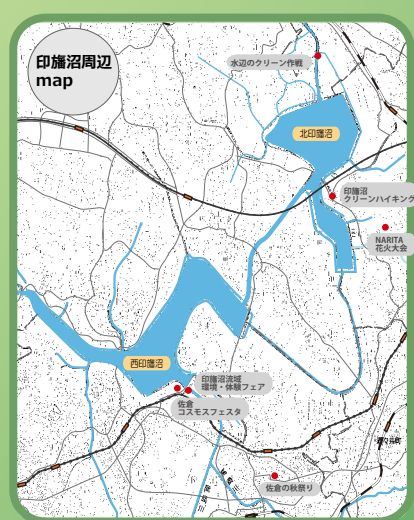 印旛沼周辺
map
水辺のクリーン作戦
北印旛沼
印旛沼
クリーンハイキング
NARITA
花火大会
西印旛沼
印旛沼流域
環境・体験フェア
佐倉
コスモスフェスタ
佐倉の秋祭り